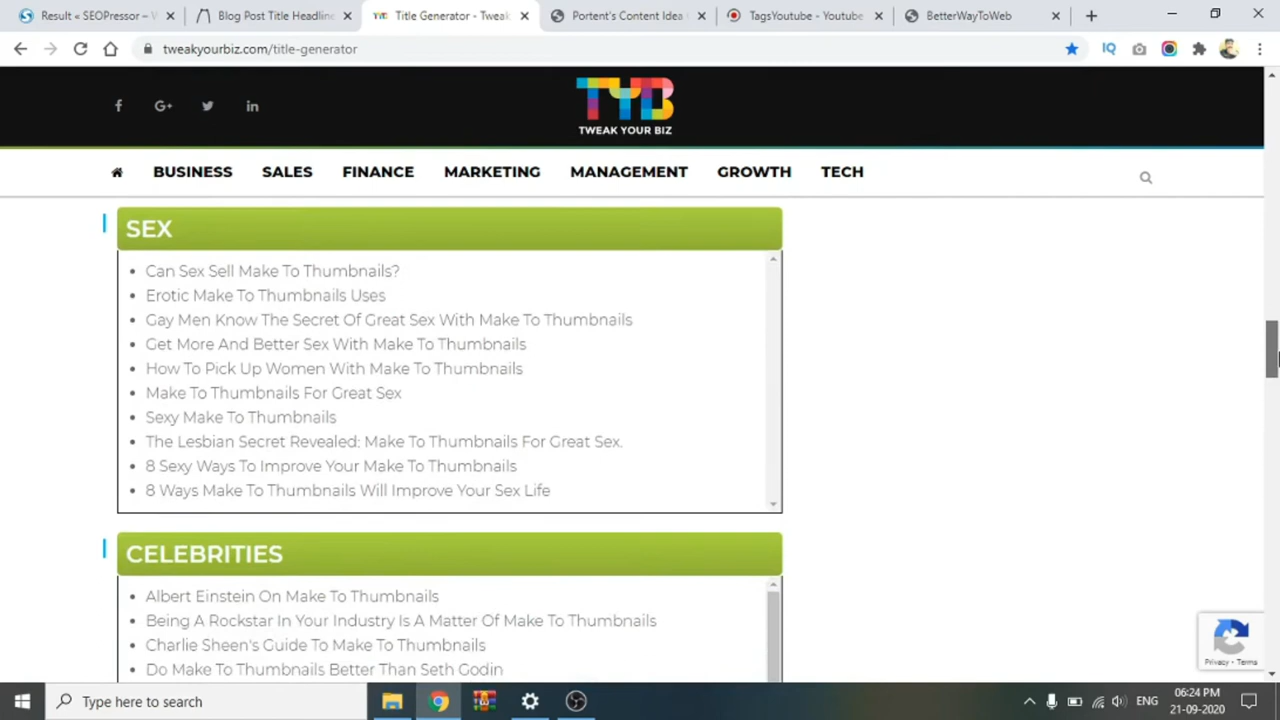 Result « SEOPressor – V
Blog Post Title Headline
Title Generator - Tweak
Portent's Content Idea
TagsYoutube - Youtube
BetterWayToWeb
tweakyourbiz.com/title-generator
IQ
f G+ in
TYB
TWEAK YOUR BIZ
BUSINESS SALES FINANCE MARKETING MANAGEMENT GROWTH TECH
SEX
Can Sex Sell Make To Thumbnails?
Erotic Make To Thumbnails Uses
Gay Men Know The Secret Of Great Sex With Make To Thumbnails
Get More And Better Sex With Make To Thumbnails
How To Pick Up Women With Make To Thumbnails
Make To Thumbnails For Great Sex
Sexy Make To Thumbnails
The Lesbian Secret Revealed: Make To Thumbnails For Great Sex.
8 Sexy Ways To Improve Your Make To Thumbnails
8 Ways Make To Thumbnails Will Improve Your Sex Life
CELEBRITIES
Albert Einstein On Make To Thumbnails
Being A Rockstar In Your Industry Is A Matter Of Make To Thumbnails
Charlie Sheen's Guide To Make To Thumbnails
Do Make To Thumbnails Better Than Seth Godin
Privacy - Terms
Type here to search
ENG
06:24 PM
21-09-2020